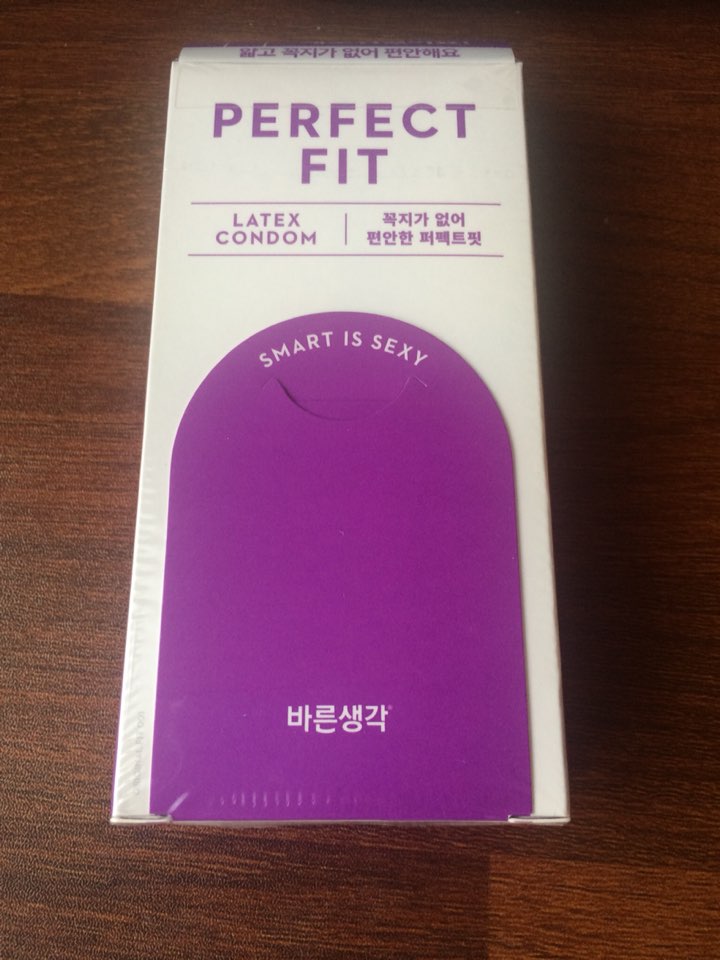 얇고 꼭지가 없어 편안해요
PERFECT
FIT
LATEX
CONDOM
꼭지가 없어
편안한 퍼펙트핏
SMART IS SEXY
바른생각